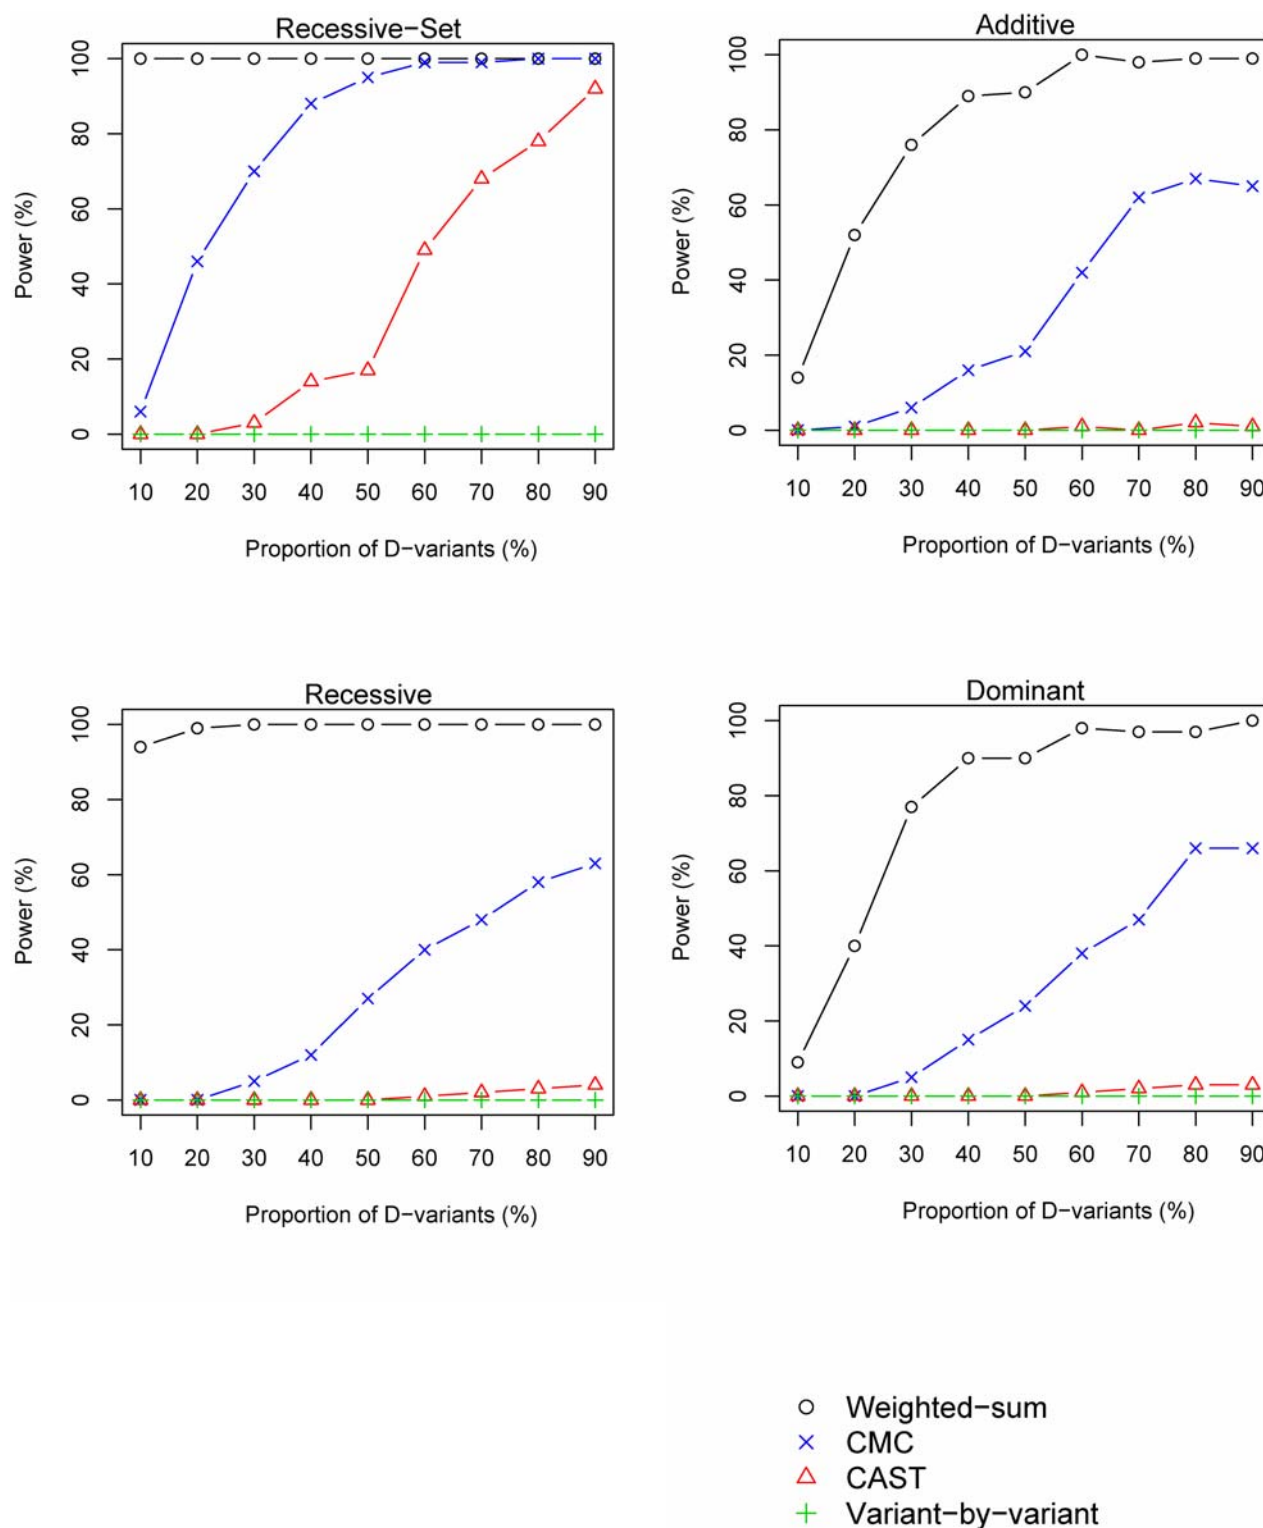 Recessive−Set
Power (%)
0 20 40 60 80 100
10 20 30 40 50 60 70 80 90
Proportion of D−variants (%)
Additive
Power (%)
0 20 40 60 80 100
10 20 30 40 50 60 70 80 90
Proportion of D−variants (%)
Recessive
Power (%)
0 20 40 60 80 100
10 20 30 40 50 60 70 80 90
Proportion of D−variants (%)
Dominant
Power (%)
0 20 40 60 80 100
10 20 30 40 50 60 70 80 90
Proportion of D−variants (%)
Weighted−sum
CMC
CAST
Variant−by−variant